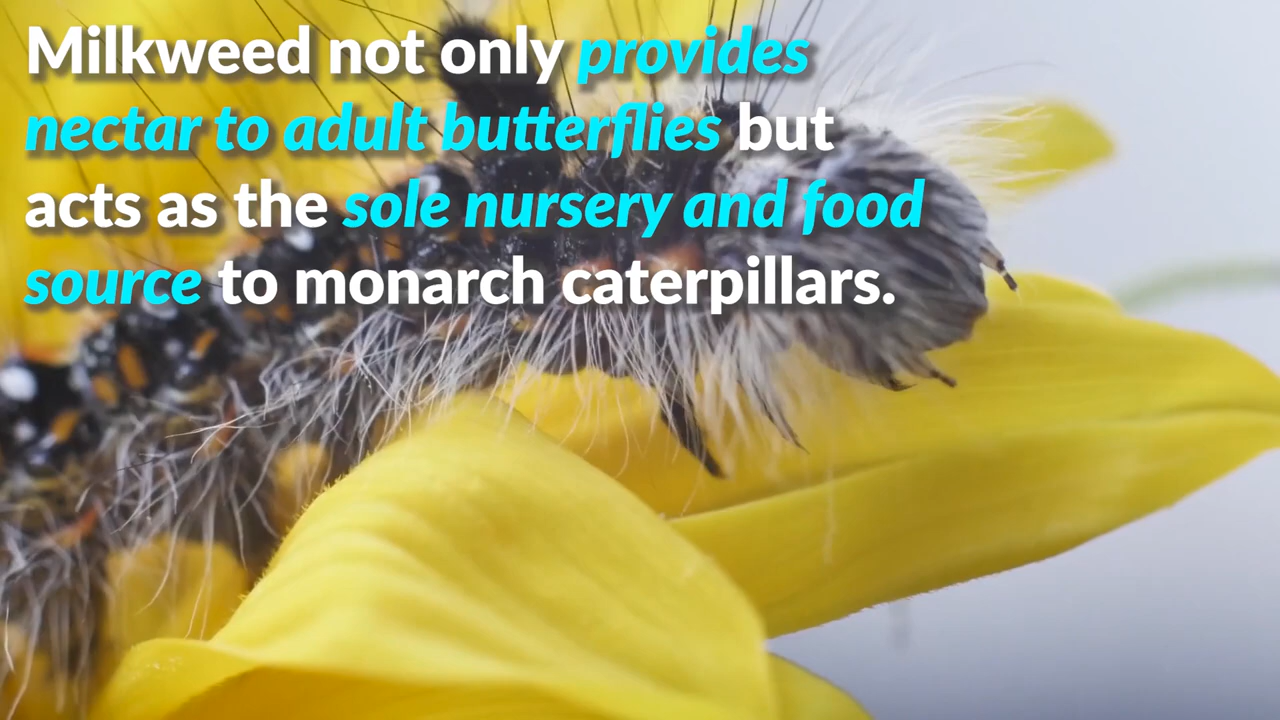 Milkweed not only provides
nectar to adult butterflies but
acts as the sole nursery and food
source to monarch caterpillars.